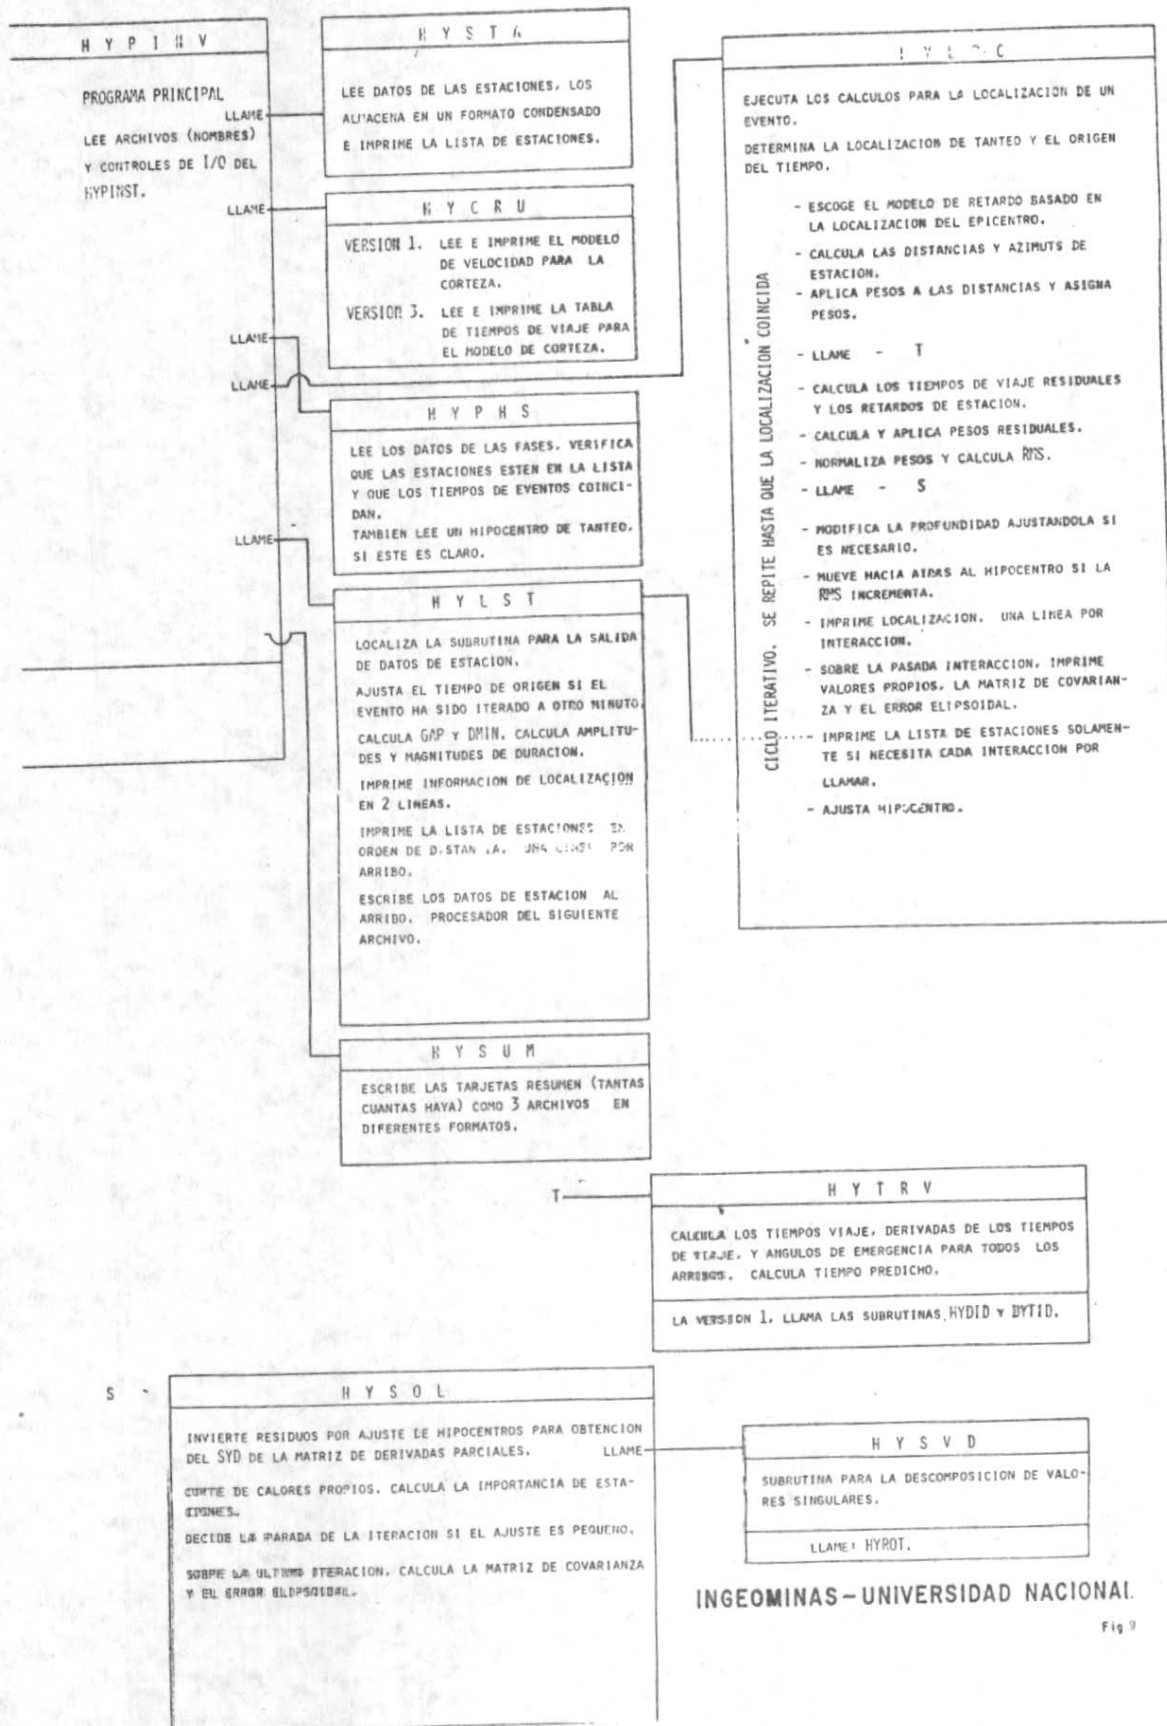 H Y P I N V
PROGRAMA PRINCIPAL
LLAME
LEE ARCHIVOS (NOMBRES)
Y CONTROLES DE I/O DEL
HYPINST.
LLAME
LLAME
LLAME
LLAME
H Y S T A
LEE DATOS DE LAS ESTACIONES, LOS
ALMACENA EN UN FORMATO CONDENSADO
E IMPRIME LA LISTA DE ESTACIONES.
H Y C R U
VERSION 1. LEE E IMPRIME EL MODELO
DE VELOCIDAD PARA LA
CORTEZA.
VERSION 3. LEE E IMPRIME LA TABLA
DE TIEMPOS DE VIAJE PARA
EL MODELO DE CORTEZA.
H Y P H S
LEE LOS DATOS DE LAS FASES. VERIFICA
QUE LAS ESTACIONES ESTEN EN LA LISTA
Y QUE LOS TIEMPOS DE EVENTOS COINCI-
DAN.
TAMBIEN LEE UN HIPOCENTRO DE TANTEO.
SI ESTE ES CLARO.
H Y L S T
LOCALIZA LA SUBRUTINA PARA LA SALIDA
DE DATOS DE ESTACION.
AJUSTA EL TIEMPO DE ORIGEN SI EL
EVENTO HA SIDO ITERADO A OTRO MINUTO.
CALCULA GAP Y DMIN. CALCULA AMPLITU-
DES Y MAGNITUDES DE DURACION.
IMPRIME INFORMACION DE LOCALIZACION
EN 2 LINEAS.
IMPRIME LA LISTA DE ESTACIONES EN
ORDEN DE UNA POR
ARRIBO.
ESCRIBE LOS DATOS DE ESTACION AL
ARRIBO. PROCESADOR DEL SIGUIENTE
ARCHIVO.
H Y S U M
ESCRIBE LAS TARJETAS RESUMEN (TANTAS
CUANTAS HAYA) COMO 3 ARCHIVOS EN
DIFERENTES FORMATOS.
EJECUTA LOS CALCULOS PARA LA LOCALIZACION DE UN
EVENTO.
DETERMINA LA LOCALIZACION DE TANTEO Y EL ORIGEN
DEL TIEMPO.
CICLO ITERATIVO. SE REPITE HASTA QUE LA LOCALIZACION COINCIDA
- ESCOGE EL MODELO DE RETARDO BASADO EN
LA LOCALIZACION DEL EPICENTRO.
- CALCULA LAS DISTANCIAS Y AZIMUTS DE
ESTACION.
- APLICA PESOS A LAS DISTANCIAS Y ASIGNA
PESOS.
- LLAME - T
- CALCULA LOS TIEMPOS DE VIAJE RESIDUALES
Y LOS RETARDOS DE ESTACION.
- CALCULA Y APLICA PESOS RESIDUALES.
- NORMALIZA PESOS Y CALCULA RMS.
- LLAME - S
- MODIFICA LA PROFUNDIDAD AJUSTANDOLA SI
ES NECESARIO.
- MUEVE HACIA ATRAS AL HIPOCENTRO SI LA
RMS INCREMENTA.
- IMPRIME LOCALIZACION. UNA LINEA POR
INTERACCION.
- SOBRE LA PASADA INTERACCION, IMPRIME
VALORES PROPIOS, LA MATRIZ DE COVARIAN-
ZA Y EL ERROR ELIPSOIDAL.
- IMPRIME LA LISTA DE ESTACIONES SOLAMEN-
TE SI NECESITA CADA INTERACCION POR
LLAMAR.
- AJUSTA HIPOCENTRO.
T
H Y T R V
CALCULA LOS TIEMPOS VIAJE, DERIVADAS DE LOS TIEMPOS
DE VIAJE, Y ANGULOS DE EMERGENCIA PARA TODOS LOS
ARRIBOS. CALCULA TIEMPO PREDICHO.
LA VERSION 1, LLAMA LAS SUBRUTINAS HYDID Y DYTID.
S
H Y S O L
INVIERTE RESIDUOS POR AJUSTE DE HIPOCENTROS PARA OBTENCION
DEL SYD DE LA MATRIZ DE DERIVADAS PARCIALES. LLAME
DE CALORES PROPIOS. CALCULA LA IMPORTANCIA DE ESTA-
CIONES.
DECIDE LA PARADA DE LA ITERACION SI EL AJUSTE ES PEQUENO.
SOBRE LA ULTIMA ITERACION, CALCULA LA MATRIZ DE COVARIANZA
Y EL ERROR ELIPSOIDAL.
H Y S V D
SUBRUTINA PARA LA DESCOMPOSICION DE VALO-
RES SINGULARES.
LLAME: HYROT.
INGEOMINAS-UNIVERSIDAD NACIONAL
Fig 9